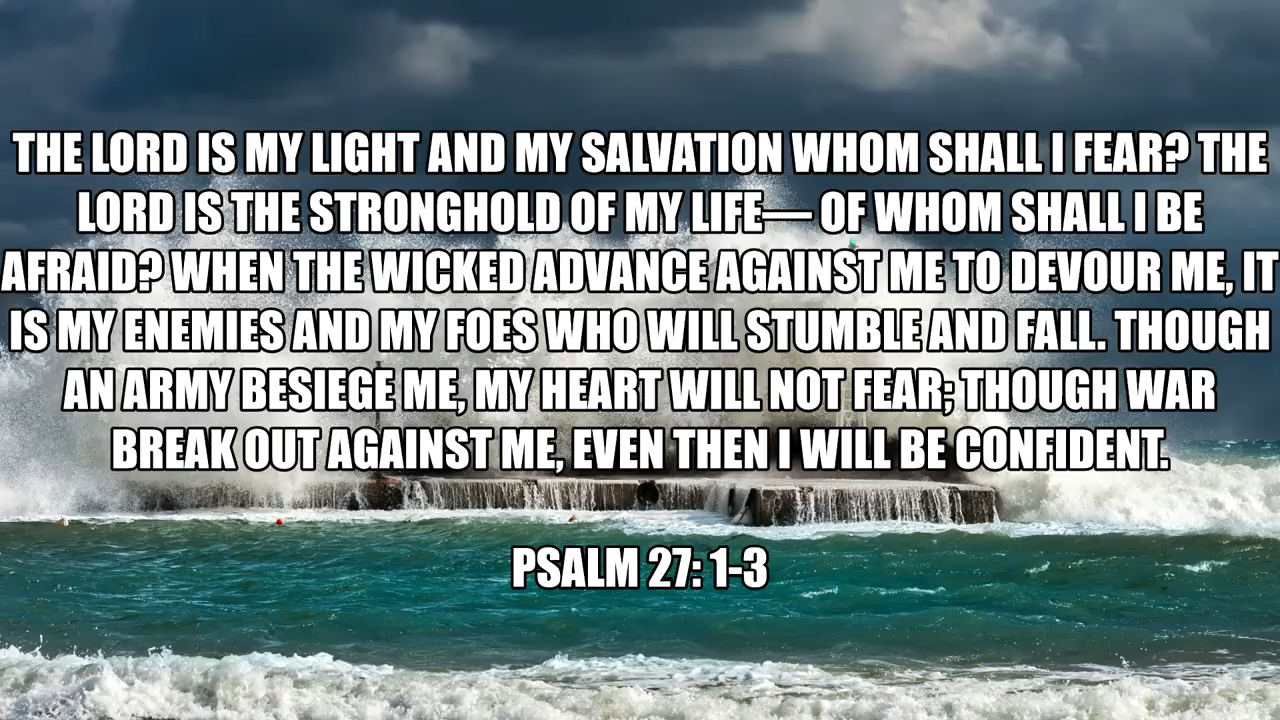 THE LORD IS MY LIGHT AND MY SALVATION WHOM SHALL I FEAR? THE
LORD IS THE STRONGHOLD OF MY LIFE— OF WHOM SHALL I BE
AFRAID? WHEN THE WICKED ADVANCE AGAINST ME TO DEVOUR ME, IT
IS MY ENEMIES AND MY FOES WHO WILL STUMBLE AND FALL. THOUGH
AN ARMY BESIEGE ME, MY HEART WILL NOT FEAR; THOUGH WAR
BREAK OUT AGAINST ME, EVEN THEN I WILL BE CONFIDENT.
PSALM 27: 1-3